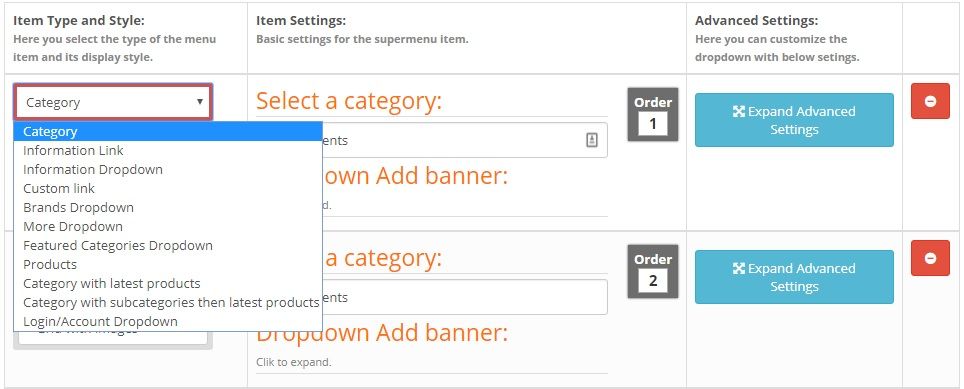 Item Type and Style:
Here you select the type of the menu
item and its display style.
Item Settings:
Basic settings for the supermenu item.
Advanced Settings:
Here you can customize the
dropdown with below setings.
Category
Category
Information Link
Information Dropdown
Custom link
Brands Dropdown
More Dropdown
Featured Categories Dropdown
Products
Category with latest products
Category with subcategories then latest products
Login/Account Dropdown
Select a category:
ents
own Add banner:
d.
Order
1
Expand Advanced
Settings
a category:
ents
Dropdown Add banner:
Clik to expand.
Order
2
Expand Advanced
Settings